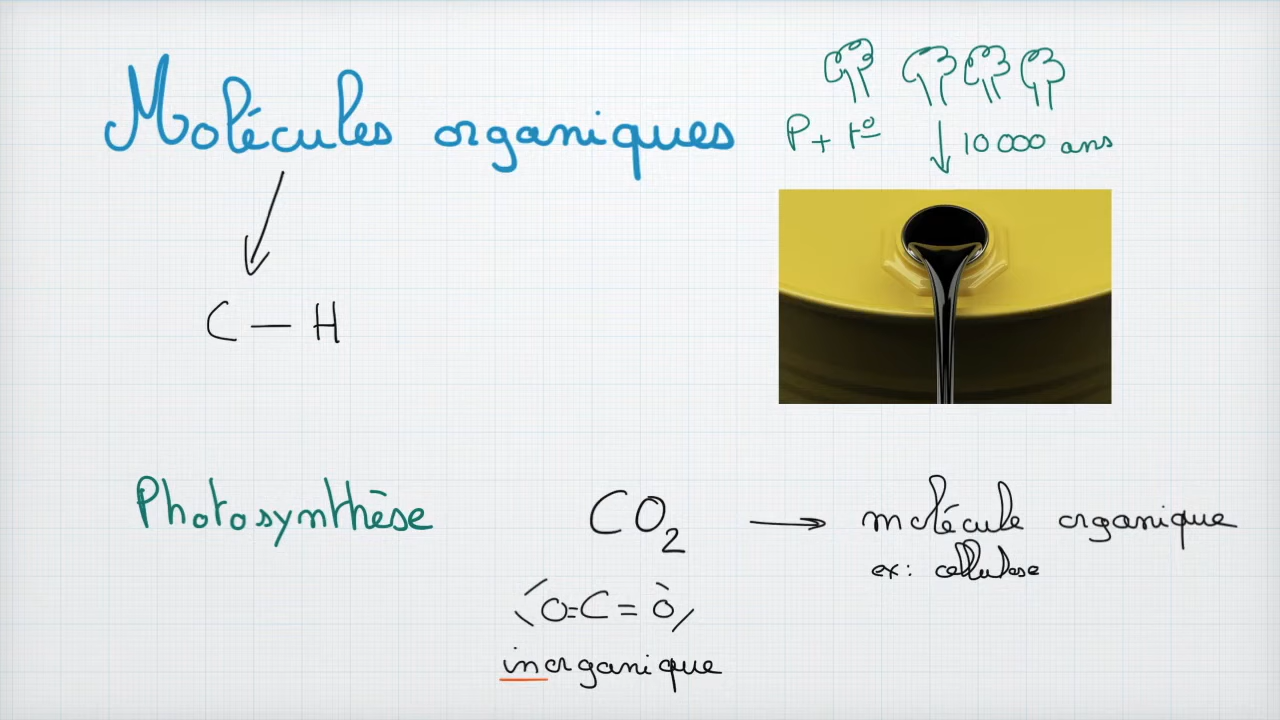 Molécules organiques
P + t°
10 000 ans
C — H
Photosynthèse
CO₂ → molécule organique
ex: cellulose
O=C=O
inorganique